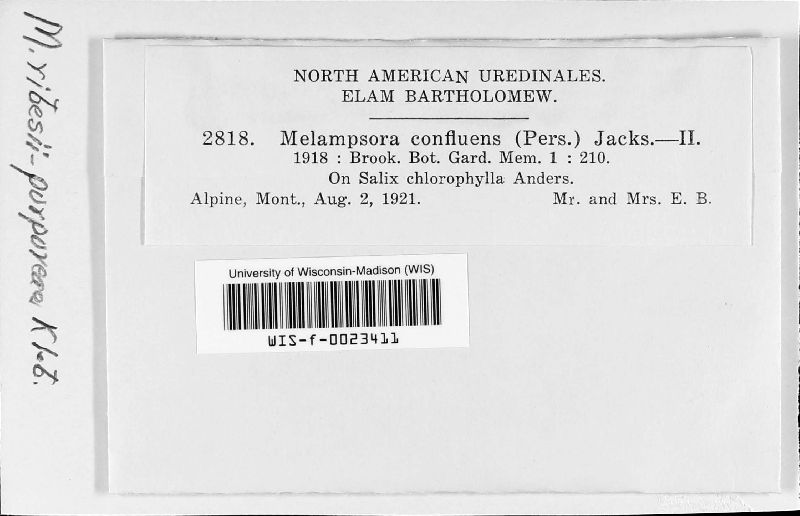 M. ribesii-purpureae Kleb.
NORTH AMERICAN UREDINALES.
ELAM BARTHOLOMEW.
2818. Melampsora confluens (Pers.) Jacks.—II.
1918 : Brook. Bot. Gard. Mem. 1 : 210.
On Salix chlorophylla Anders.
Alpine, Mont., Aug. 2, 1921. Mr. and Mrs. E. B.
University of Wisconsin-Madison (WIS)
WIS-f-0023411